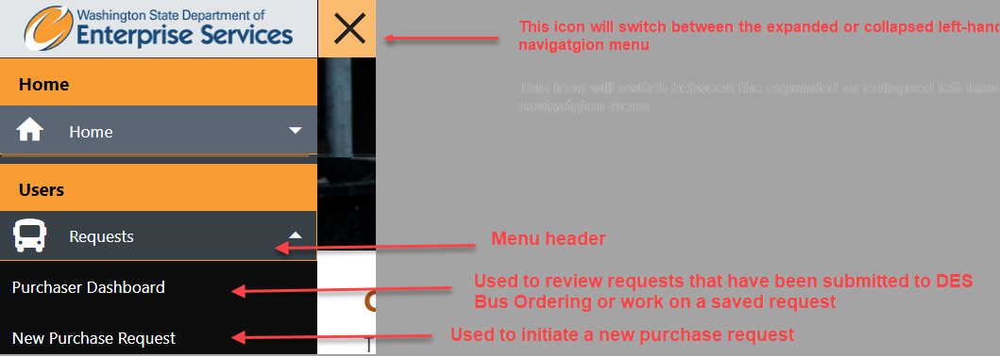 Washington State Department of
Enterprise Services
This icon will switch between the expanded or collapsed left-hand
navigatgion menu
This icon will switch between the expanded or collapsed left-hand
navigatgion menu
Home
Home
Users
Requests
Menu header
Purchaser Dashboard
Used to review requests that have been submitted to DES
Bus Ordering or work on a saved request
New Purchase Request
Used to initiate a new purchase request
T